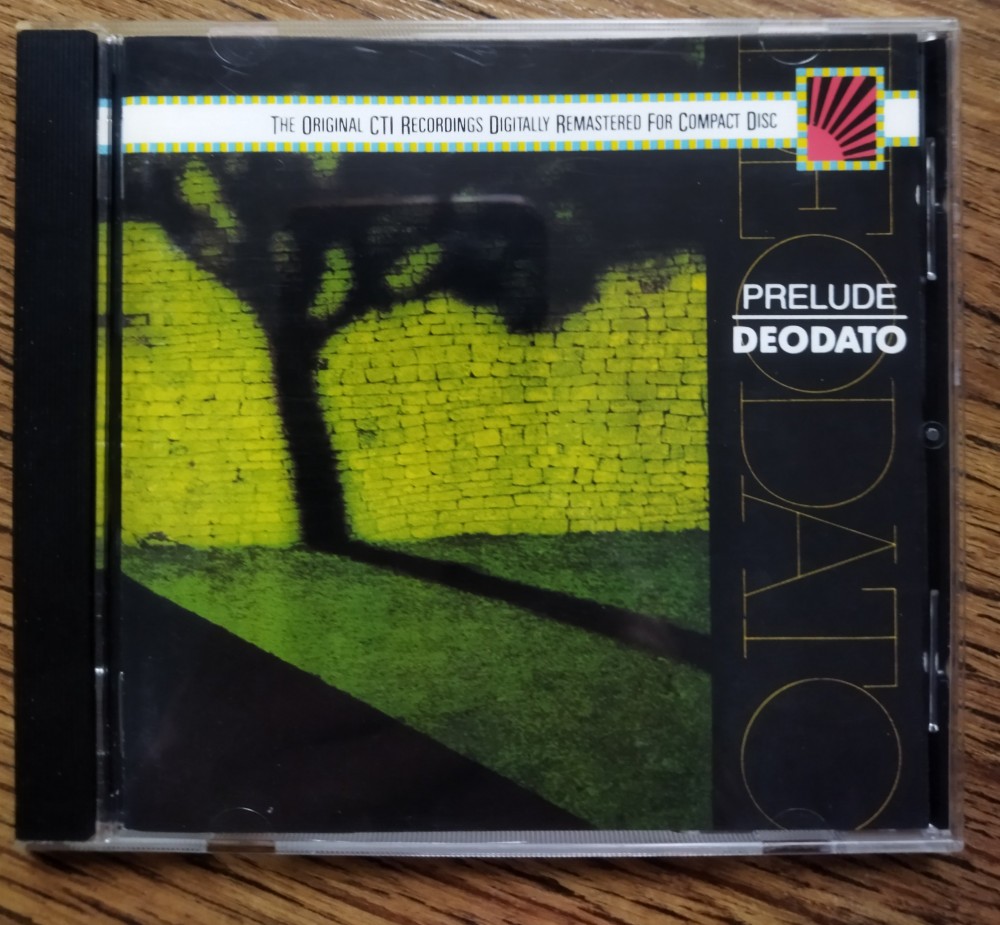 The Original CTI Recordings Digitally Remastered For Compact Disc
PRELUDE
DEODATO
DEODATO